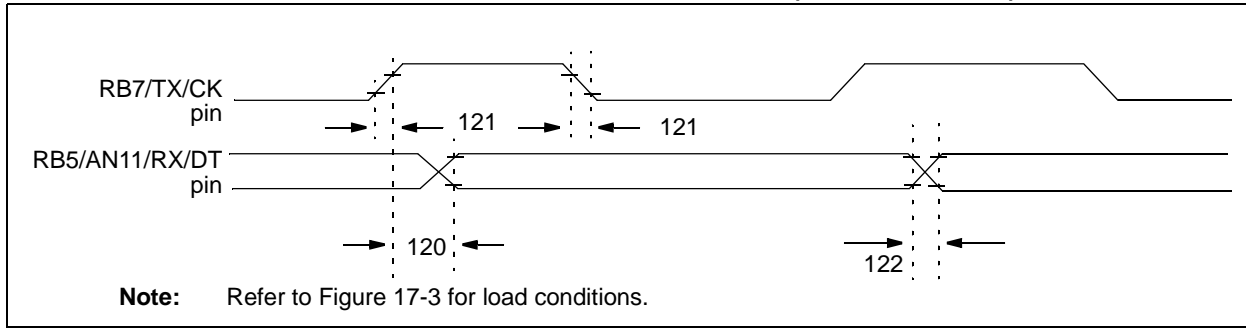 RB7/TX/CK
pin
121
121
RB5/AN11/RX/DT
pin
120
122
Note: Refer to Figure 17-3 for load conditions.